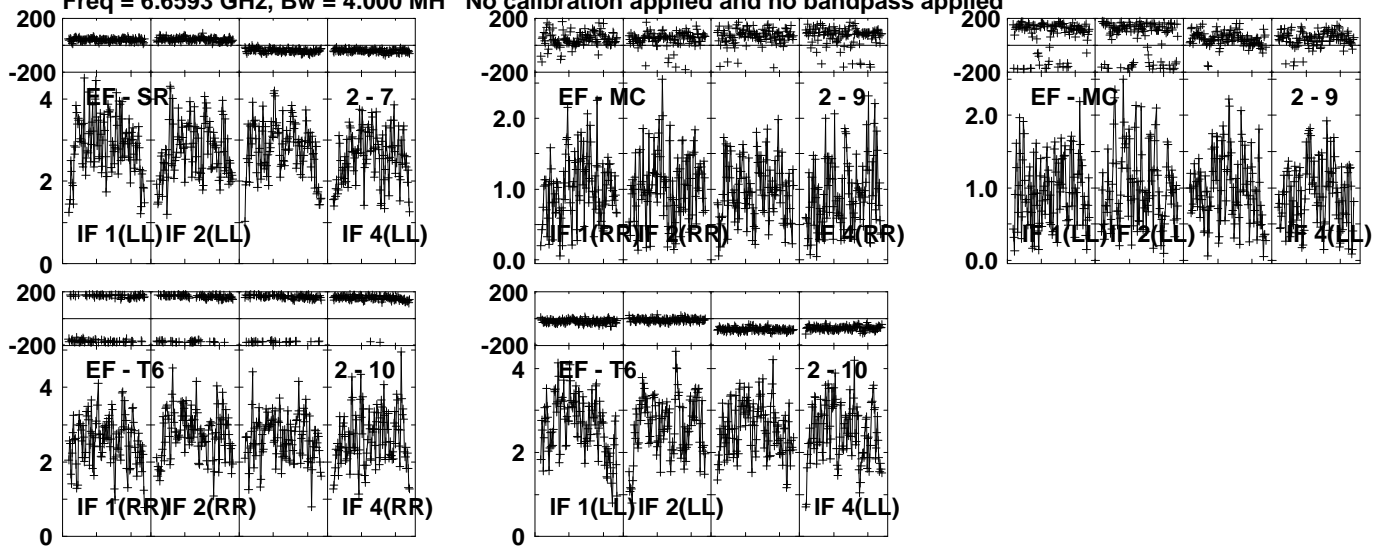 Freq = 6.6593 GHz, Bw = 4.000 MH No calibration applied and no bandpass applied
200
-200
EF - SR 2 - 7
4
2
0
IF 1(LL) IF 2(LL) IF 4(LL)
200
-200
EF - MC 2 - 9
2.0
1.0
0.0
IF 1(RR) IF 2(RR) IF 4(RR)
200
-200
EF - MC 2 - 9
2.0
1.0
0.0
IF 1(LL) IF 2(LL) IF 4(LL)
200
-200
EF - T6 2 - 10
4
2
0
IF 1(RR) IF 2(RR) IF 4(RR)
200
-200
EF - T6 2 - 10
4
2
0
IF 1(LL) IF 2(LL) IF 4(LL)